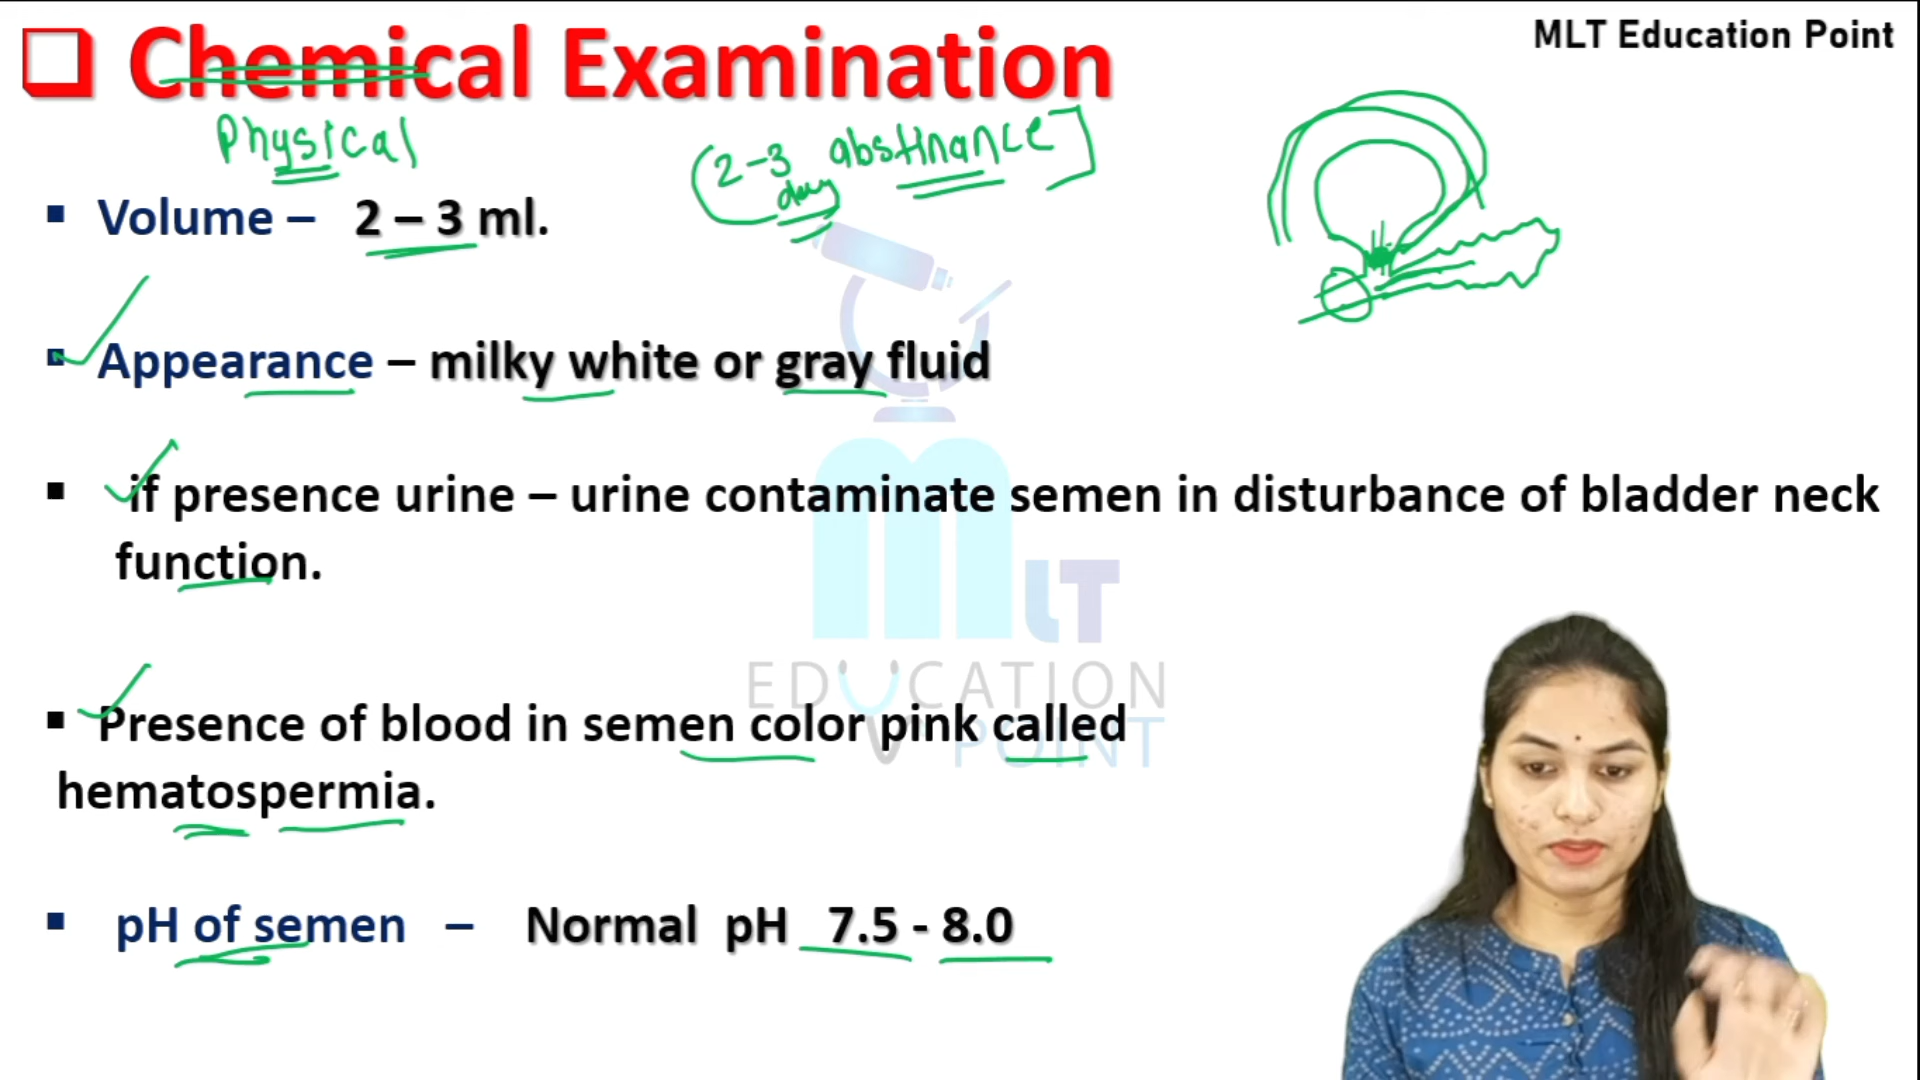 MLT Education Point
Chemical Examination
Physical
(2-3 day abstinance]
Volume – 2 – 3 ml.
Appearance – milky white or gray fluid
if presence urine – urine contaminate semen in disturbance of bladder neck
function.
MLT
EDUCATION
POINT
Presence of blood in semen color pink called
hematospermia.
pH of semen – Normal pH 7.5 - 8.0